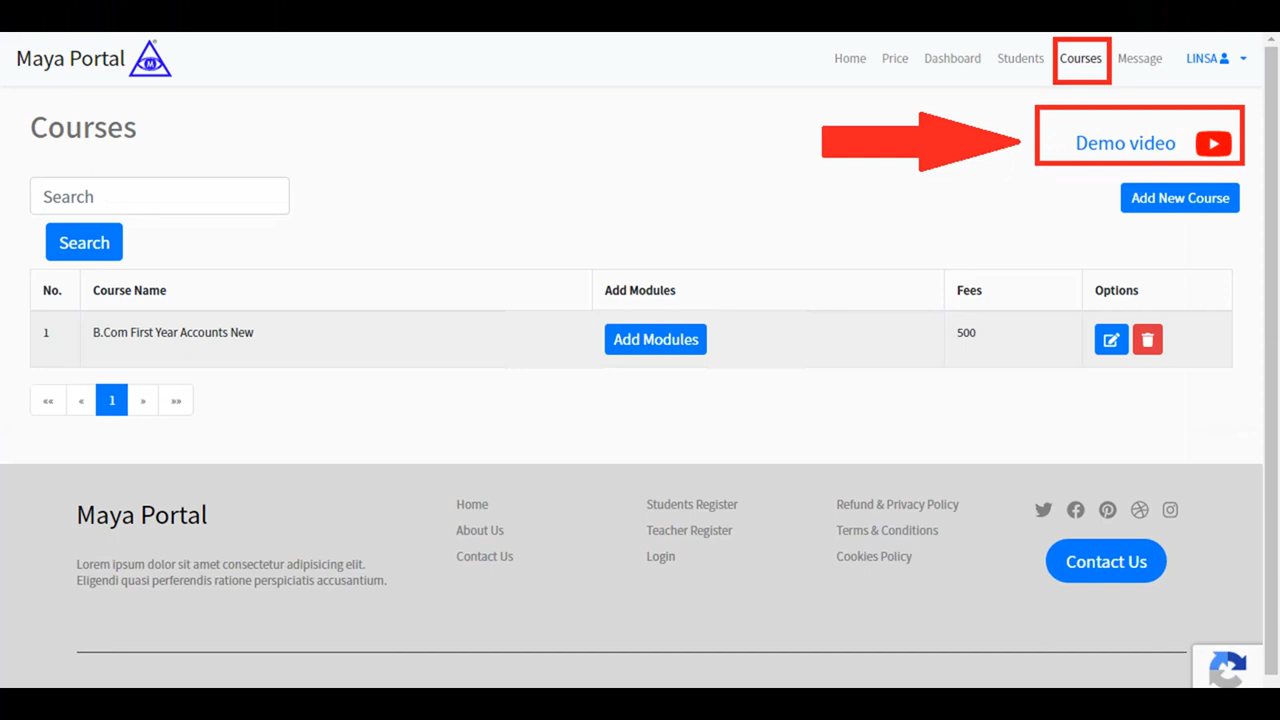 Maya Portal
Home Price Dashboard Students Courses Message LINSA
Courses
Demo video
Search
Add New Course
Search
No. Course Name Add Modules Fees Options
1 B.Com First Year Accounts New Add Modules 500
«« « 1 » »»
Maya Portal
Lorem ipsum dolor sit amet consectetur adipisicing elit.
Eligendi quasi perferendis ratione perspiciatis accusantium.
Home
About Us
Contact Us
Students Register
Teacher Register
Login
Refund & Privacy Policy
Terms & Conditions
Cookies Policy
Contact Us